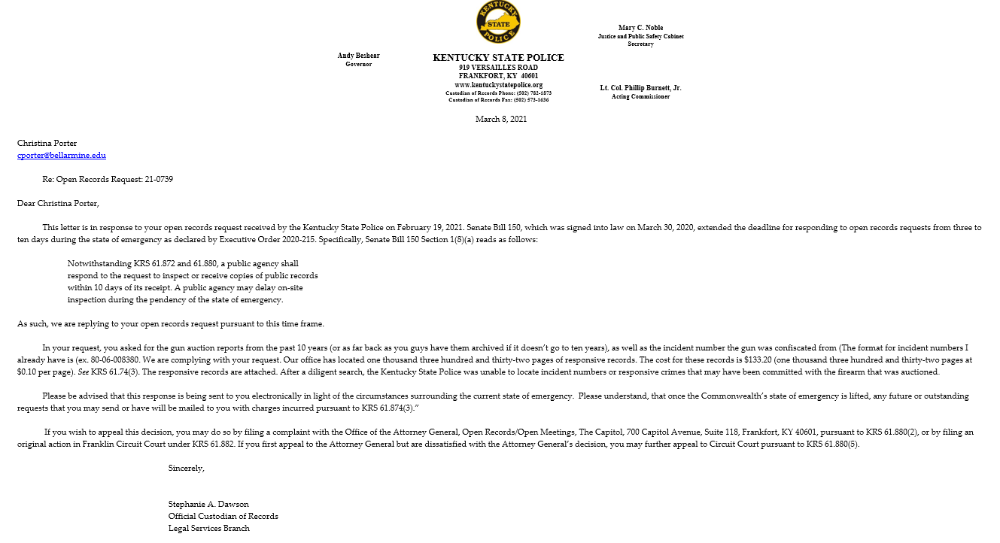 KENTUCKY
STATE
POLICE
Mary C. Noble
Justice and Public Safety Cabinet
Secretary
Andy Beshear
Governor
KENTUCKY STATE POLICE
919 VERSAILLES ROAD
FRANKFORT, KY 40601
www.kentuckystatepolice.org
Custodian of Records Phone: (502) 782-1873
Custodian of Records Fax: (502) 573-1636
Lt. Col. Phillip Burnett, Jr.
Acting Commissioner
March 8, 2021
Christina Porter
cporter@bellarmine.edu
Re: Open Records Request: 21-0739
Dear Christina Porter,
This letter is in response to your open records request received by the Kentucky State Police on February 19, 2021. Senate Bill 150, which was signed into law on March 30, 2020, extended the deadline for responding to open records requests from three to
ten days during the state of emergency as declared by Executive Order 2020-215. Specifically, Senate Bill 150 Section 1(8)(a) reads as follows:
Notwithstanding KRS 61.872 and 61.880, a public agency shall
respond to the request to inspect or receive copies of public records
within 10 days of its receipt. A public agency may delay on-site
inspection during the pendency of the state of emergency.
As such, we are replying to your open records request pursuant to this time frame.
In your request, you asked for the gun auction reports from the past 10 years (or as far back as you guys have them archived if it doesn't go to ten years), as well as the incident number the gun was confiscated from (The format for incident numbers I
already have is (ex. 80-06-008380. We are complying with your request. Our office has located one thousand three hundred and thirty-two pages of responsive records. The cost for these records is $133.20 (one thousand three hundred and thirty-two pages at
$0.10 per page). See KRS 61.74(3). The responsive records are attached. After a diligent search, the Kentucky State Police was unable to locate incident numbers or responsive crimes that may have been committed with the firearm that was auctioned.
Please be advised that this response is being sent to you electronically in light of the circumstances surrounding the current state of emergency. Please understand, that once the Commonwealth's state of emergency is lifted, any future or outstanding
requests that you may send or have will be mailed to you with charges incurred pursuant to KRS 61.874(3)."
If you wish to appeal this decision, you may do so by filing a complaint with the Office of the Attorney General, Open Records/Open Meetings, The Capitol, 700 Capitol Avenue, Suite 118, Frankfort, KY 40601, pursuant to KRS 61.880(2), or by filing an
original action in Franklin Circuit Court under KRS 61.882. If you first appeal to the Attorney General but are dissatisfied with the Attorney General's decision, you may further appeal to Circuit Court pursuant to KRS 61.880(5).
Sincerely,
Stephanie A. Dawson
Official Custodian of Records
Legal Services Branch